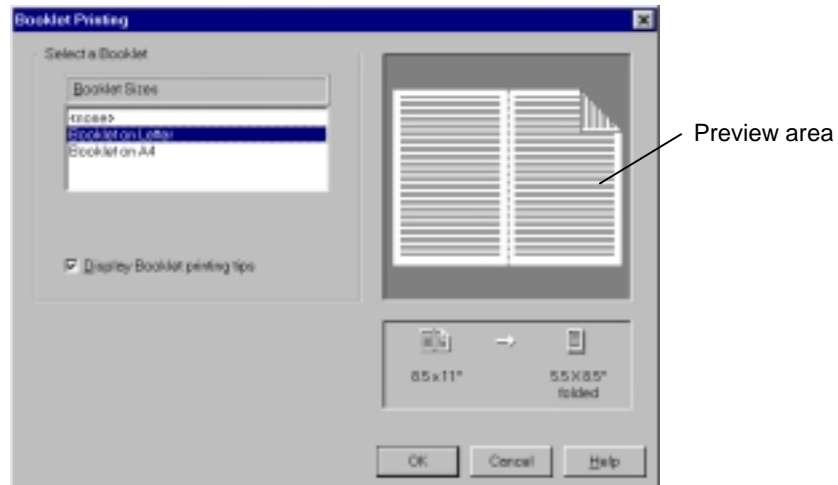 Booklet Printing
Select a Booklet
Booklet Sizes
<none>
Booklet on Letter
Booklet on A4
Display Booklet printing tips
Preview area
8.5 x 11" 5.5 X 8.5"
folded
OK Cancel Help